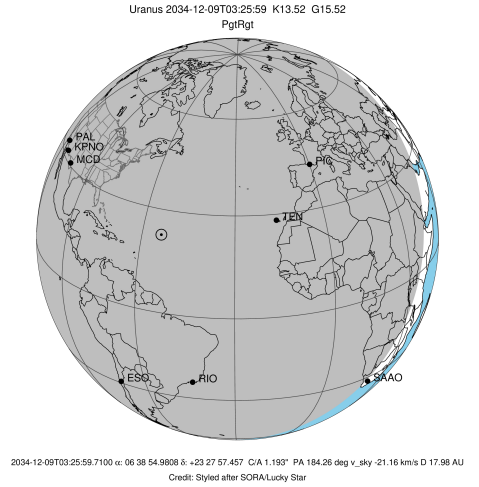 Uranus 2034-12-09T03:25:59 K13.52 G15.52
PgtRgt
PAL
KPNO
MCD
PIC
TEN
ESO
RIO
SAAO
2034-12-09T03:25:59.7100 α: 06 38 54.9808 δ: +23 27 57.457 C/A 1.193" PA 184.26 deg v_sky -21.16 km/s D 17.98 AU
Credit: Styled after SORA/Lucky Star